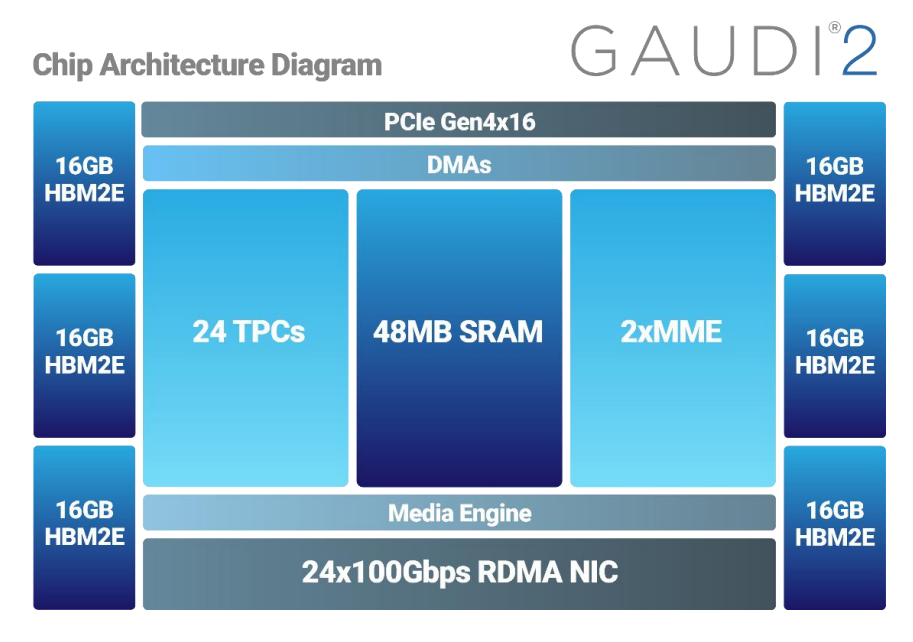 Chip Architecture Diagram
GAUDI®2
PCIe Gen4x16
DMAs
16GB
HBM2E
16GB
HBM2E
24 TPCs
48MB SRAM
2xMME
16GB
HBM2E
16GB
HBM2E
16GB
HBM2E
16GB
HBM2E
Media Engine
24x100Gbps RDMA NIC